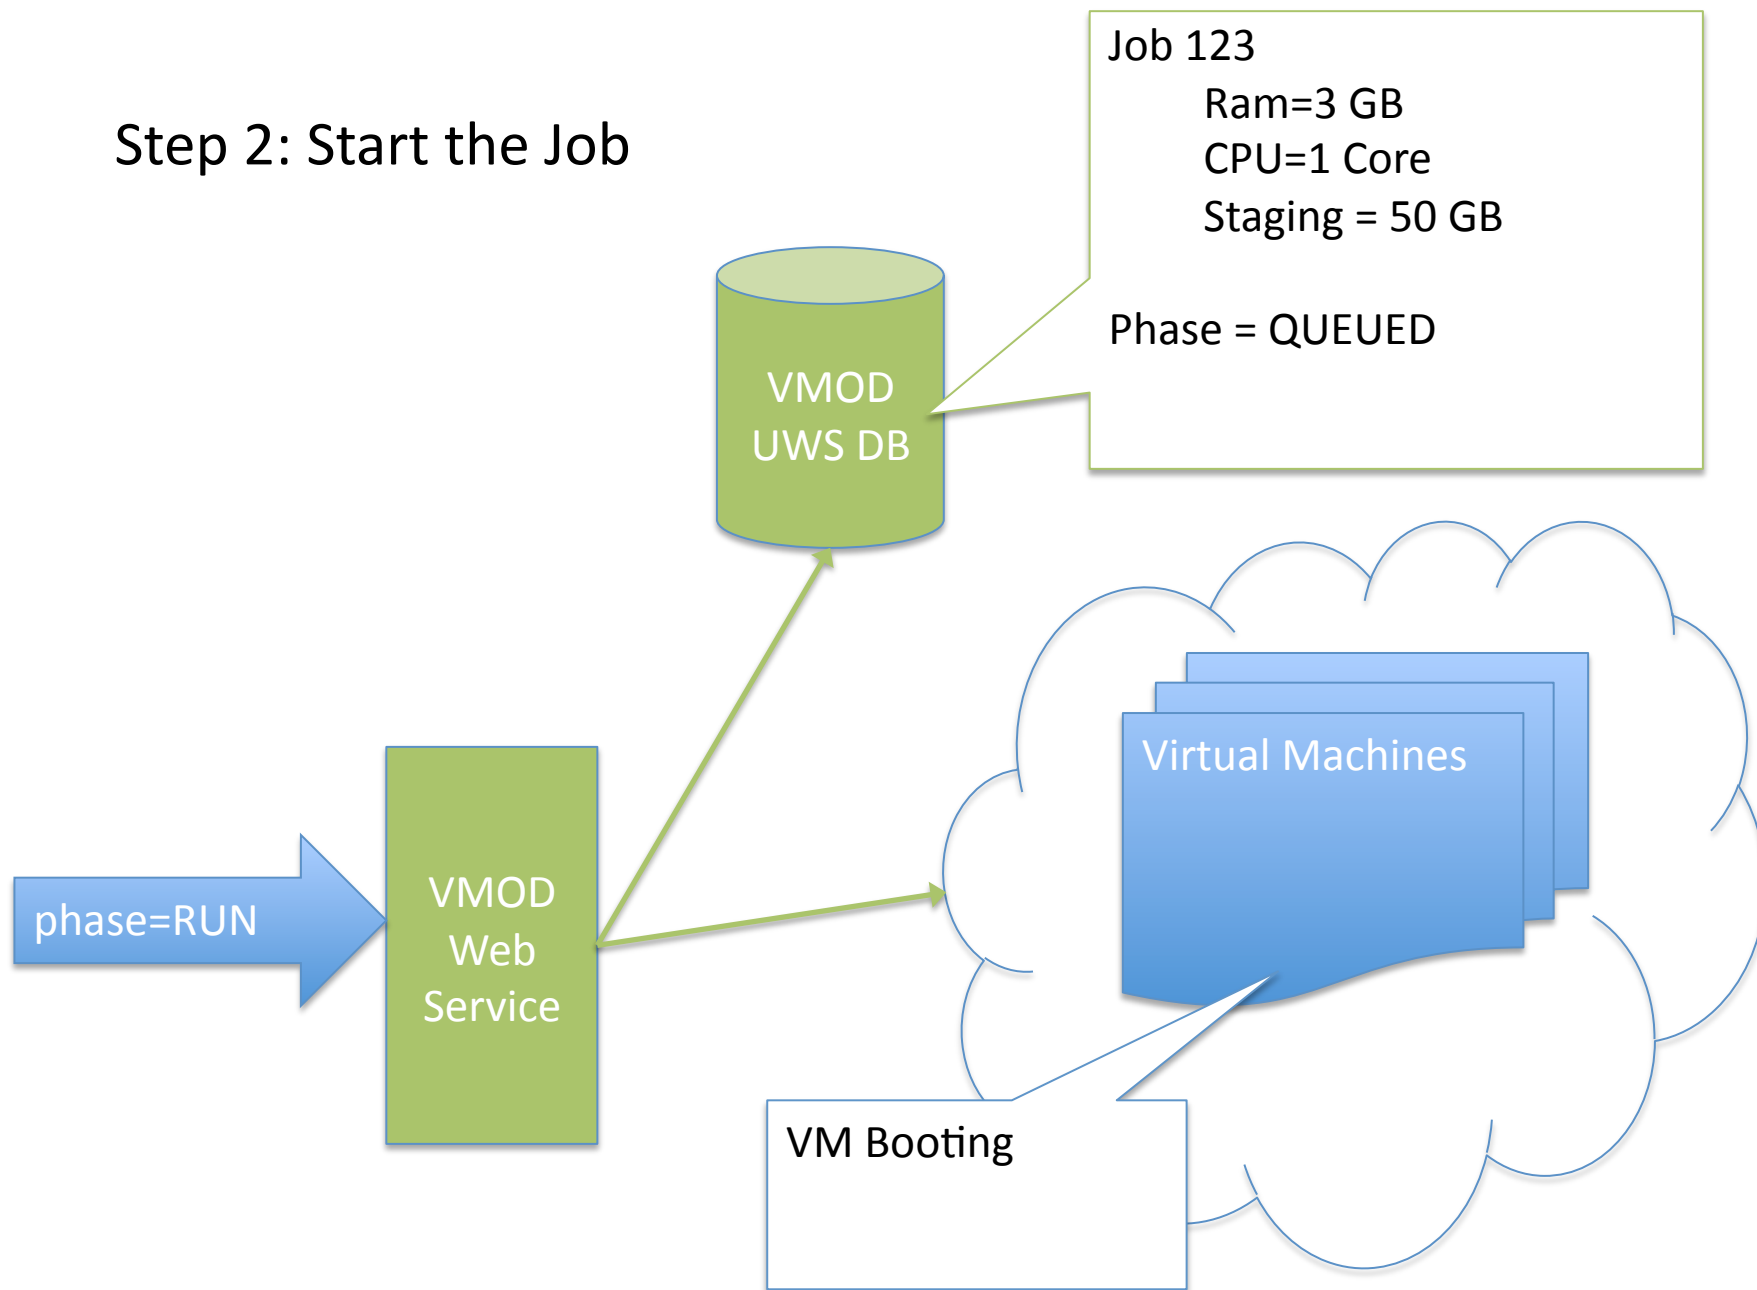 Step 2: Start the Job
Job 123
Ram=3 GB
CPU=1 Core
Staging = 50 GB
Phase = QUEUED
VMOD
UWS DB
Virtual Machines
phase=RUN
VMOD
Web
Service
VM Booting